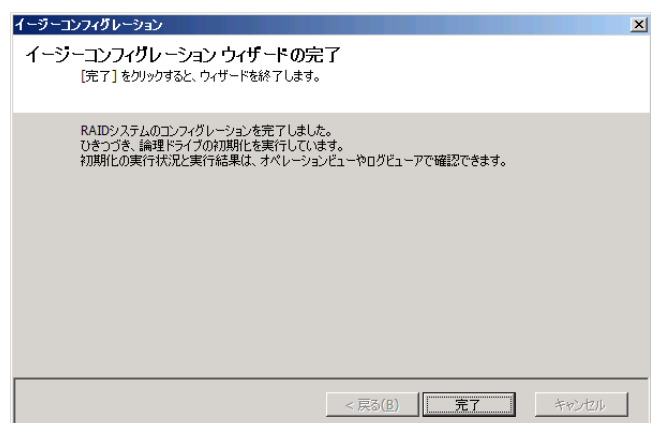 イージーコンフィグレーション
イージーコンフィグレーション ウィザードの完了
[完了] をクリックすると、ウィザードを終了します。
RAIDシステムのコンフィグレーションを完了しました。
ひきつづき、論理ドライブの初期化を実行しています。
初期化の実行状況と実行結果は、オペレーションビューやログビューアで確認できます。
< 戻る(B) 完了 キャンセル